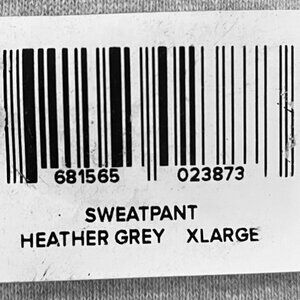 681565 023873
SWEATPANT
HEATHER GREY XLARGE